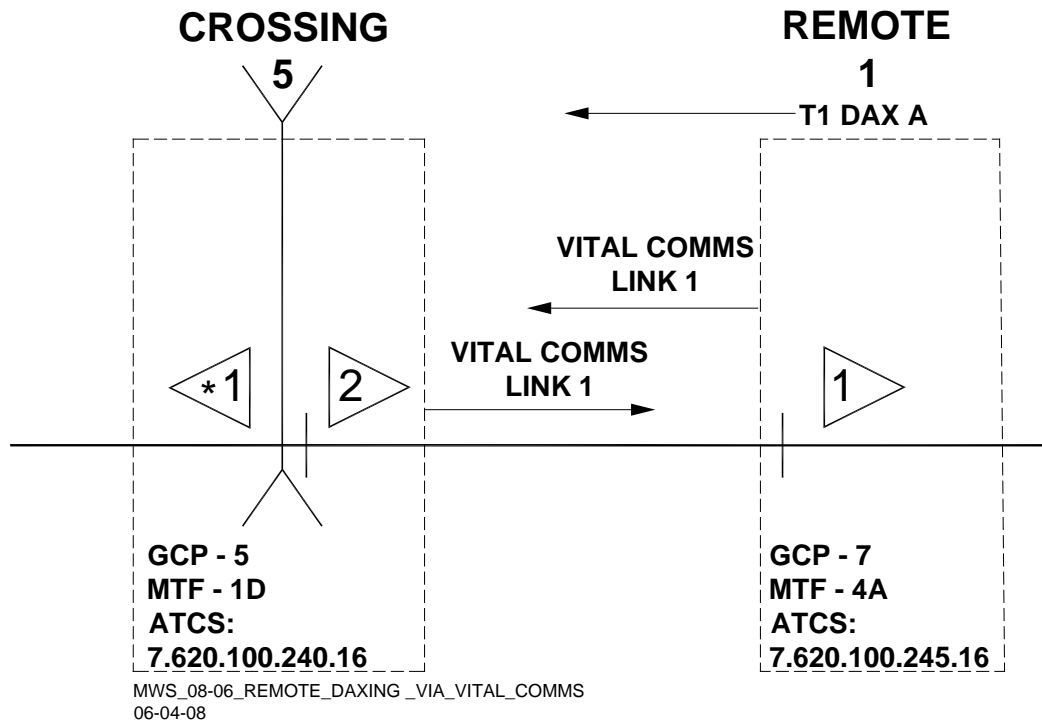 CROSSING
5
REMOTE
1
T1 DAX A
VITAL COMMS
LINK 1
VITAL COMMS
LINK 1
*1
2
1
GCP - 5
MTF - 1D
ATCS:
7.620.100.240.16
GCP - 7
MTF - 4A
ATCS:
7.620.100.245.16
MWS_08-06_REMOTE_DAXING _VIA_VITAL_COMMS
06-04-08